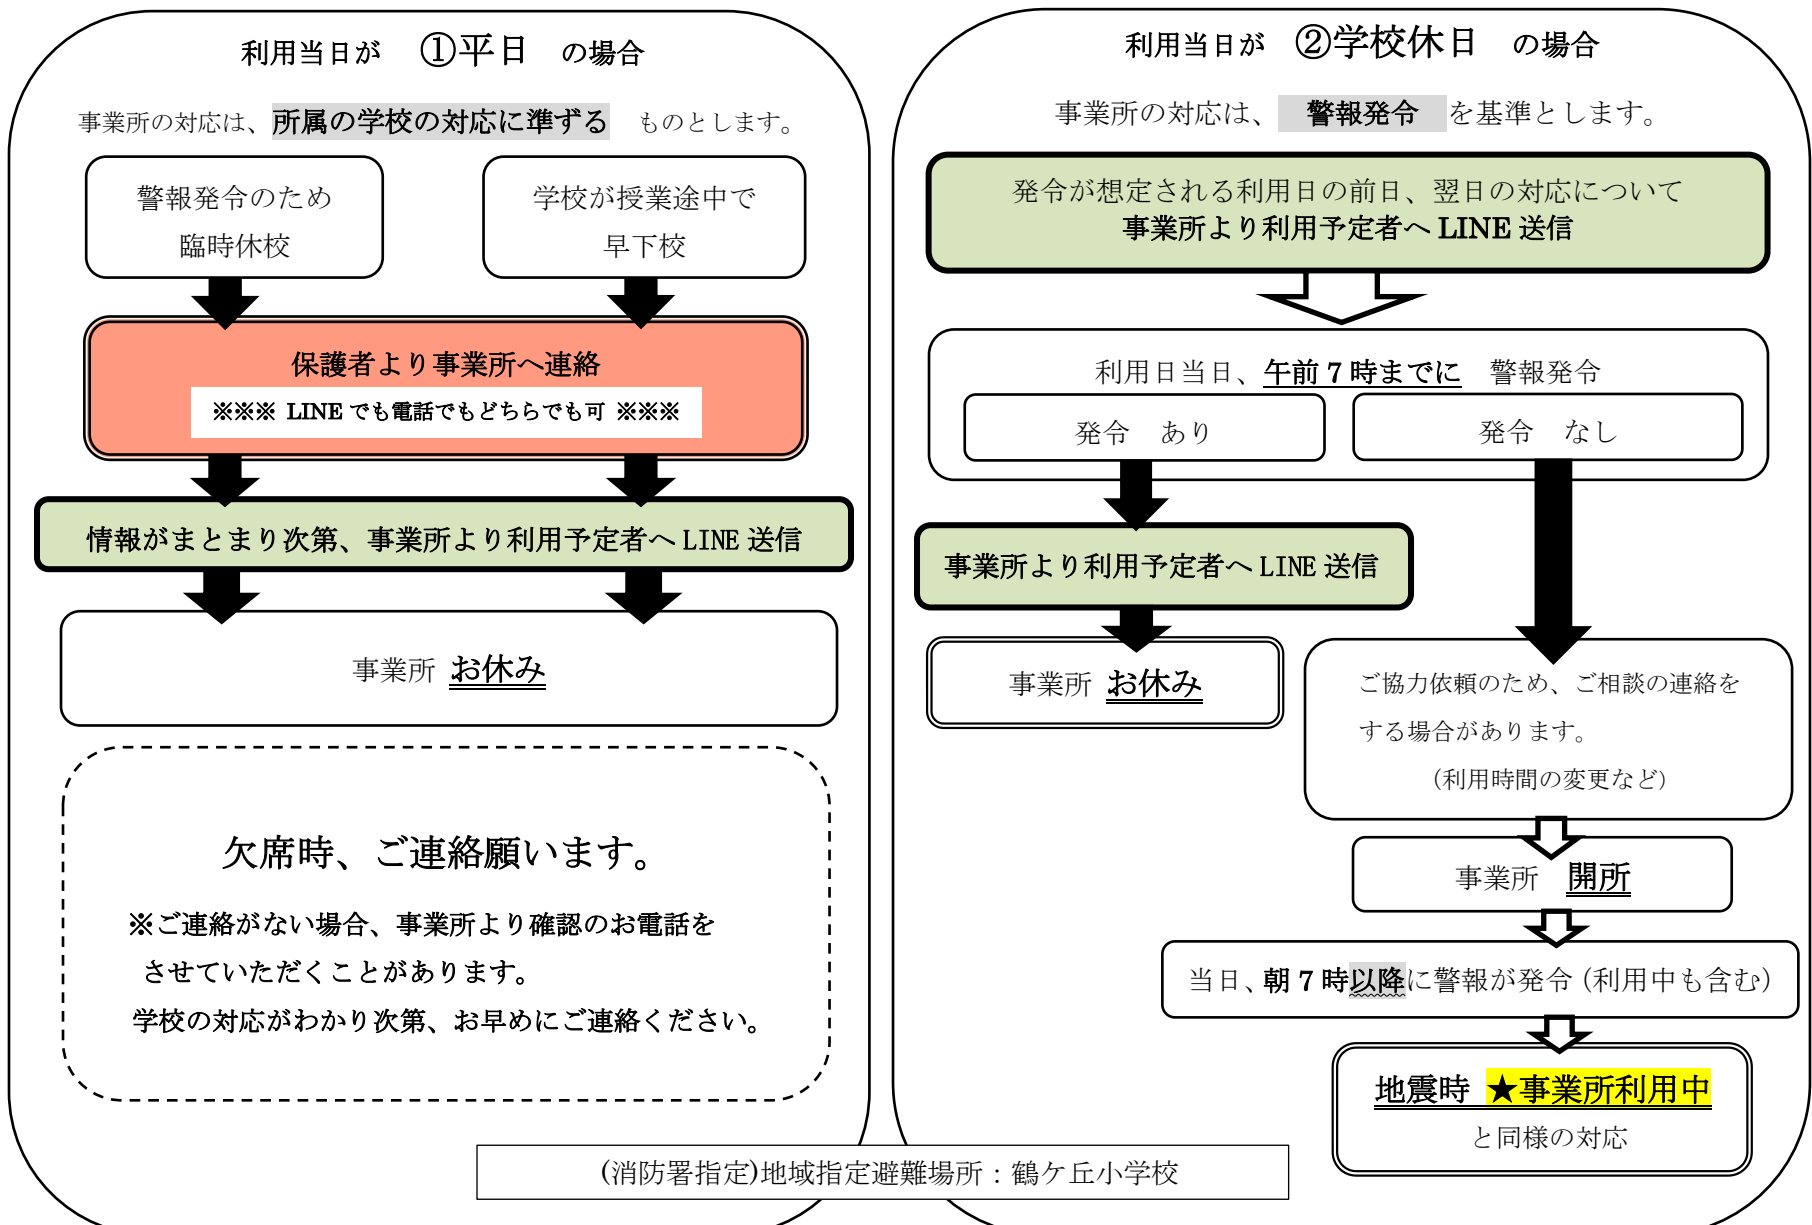 利用当日が　①平日　の場合
事業所の対応は、所属の学校の対応に準ずる　ものとします。
警報発令のため
臨時休校
学校が授業途中で
早下校
保護者より事業所へ連絡
※※※ LINEでも電話でもどちらでも可 ※※※
情報がまとまり次第、事業所より利用予定者へLINE送信
事業所 お休み
欠席時、ご連絡願います。
※ご連絡がない場合、事業所より確認のお電話を
させていただくことがあります。
学校の対応がわかり次第、お早めにご連絡ください。
利用当日が　②学校休日　の場合
事業所の対応は、　警報発令　を基準とします。
発令が想定される利用日の前日、翌日の対応について
事業所より利用予定者へLINE送信
利用日当日、午前7時までに　警報発令
発令　あり
発令　なし
事業所より利用予定者へLINE送信
事業所 お休み
ご協力依頼のため、ご相談の連絡を
する場合があります。
（利用時間の変更など）
事業所　開所
当日、朝7時以降に警報が発令（利用中も含む）
地震時 ★事業所利用中
と同様の対応
(消防署指定)地域指定避難場所：鶴ケ丘小学校